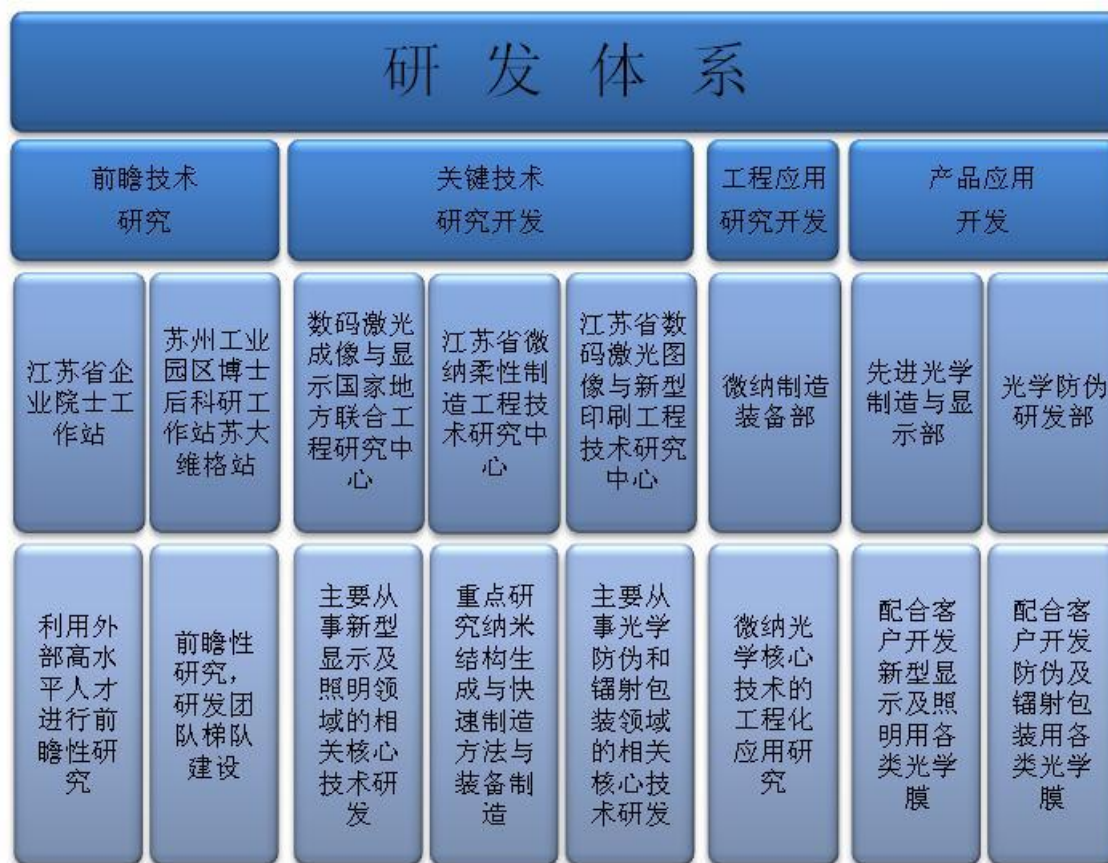 研发体系
前瞻技术
研究
关键技术
研究开发
工程应用
研究开发
产品应用
开发
江苏省企
业院士工
作站
苏州工业
园区博士
后科研工
作站苏大
维格站
数码激光
成像与显
示国家地
方联合工
程研究中
心
江苏省微
纳柔性制
造工程技
术研究中
心
江苏省数
码激光图
像与新型
印刷工程
技术研究
中心
微纳制造
装备部
先进光学
制造与显
示部
光学防伪
研发部
利用外
部高水
平人才
进行前
瞻性研
究
前瞻性
研究，
研发团
队梯队
建设
主要从
事新型
显示及
照明领
域的相
关核心
技术研
发
重点研
究纳米
结构生
成与快
速制造
方法与
装备制
造
主要从
事光学
防伪和
镭射包
装领域
的相关
核心技
术研发
微纳光
学核心
技术的
工程化
应用研
究
配合客
户开发
新型显
示及照
明用各
类光学
膜
配合客
户开发
防伪及
镭射包
装用各
类光学
膜